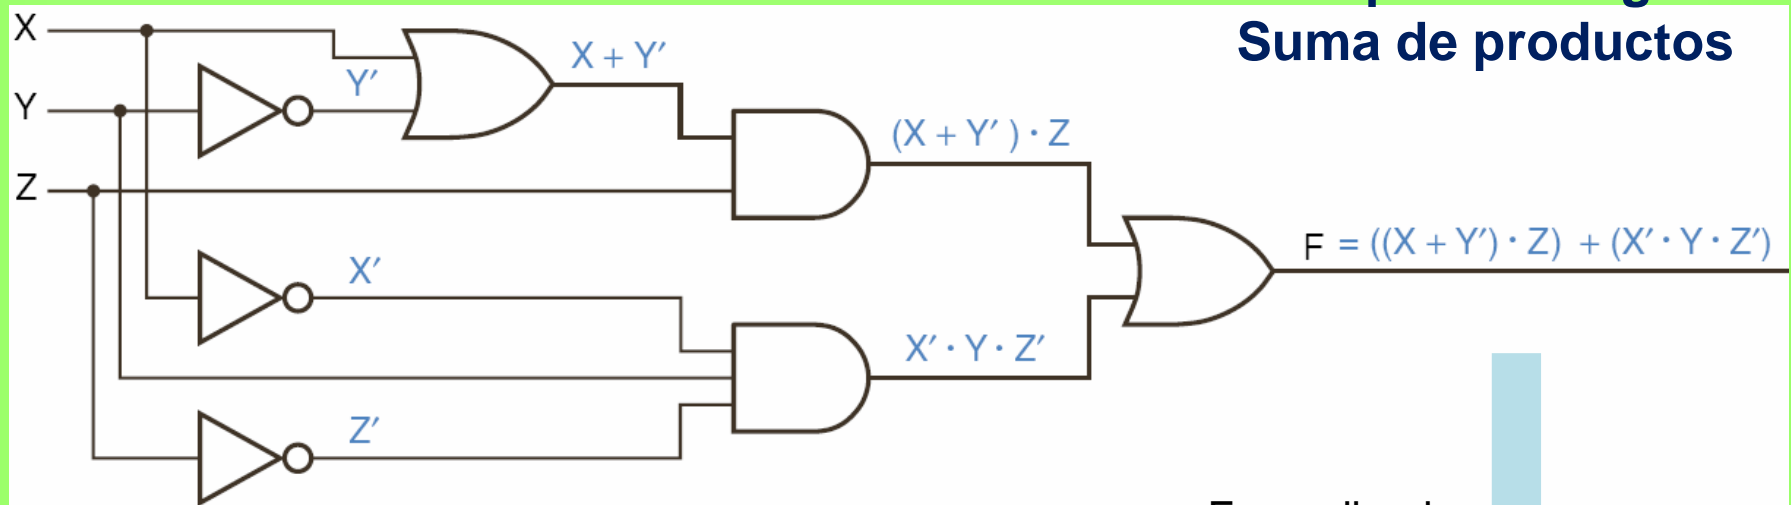 Suma de productos
X
X + Y′
Y′
Y
(X + Y′ ) · Z
Z
F = ((X + Y′) · Z) + (X′ · Y · Z′)
X′
X′ · Y · Z′
Z′